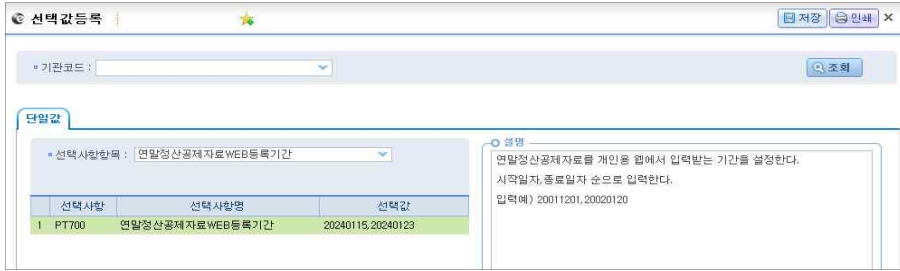 선택값등록
저장 인쇄 ×
기관코드 :
조회
단일값
선택사항항목 : 연말정산공제자료WEB등록기간
선택사항 선택사항명 선택값
1 PT700 연말정산공제자료WEB등록기간 20240115,20240123
설명
연말정산공제자료를 개인용 웹에서 입력받는 기간을 설정한다.
시작일자,종료일자 순으로 입력한다.
입력예) 20011201,20020120